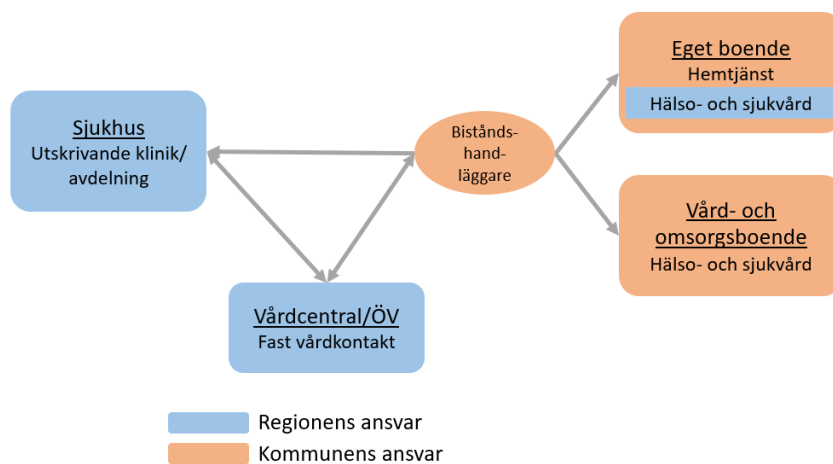 Sjukhus
Utskrivande klinik/
avdelning
Bistånds-
hand-
läggare
Eget boende
Hemtjänst
Hälso- och sjukvård
Vård- och
omsorgsboende
Hälso- och sjukvård
Vårdcentral/ÖV
Fast vårdkontakt
Regionens ansvar
Kommunens ansvar